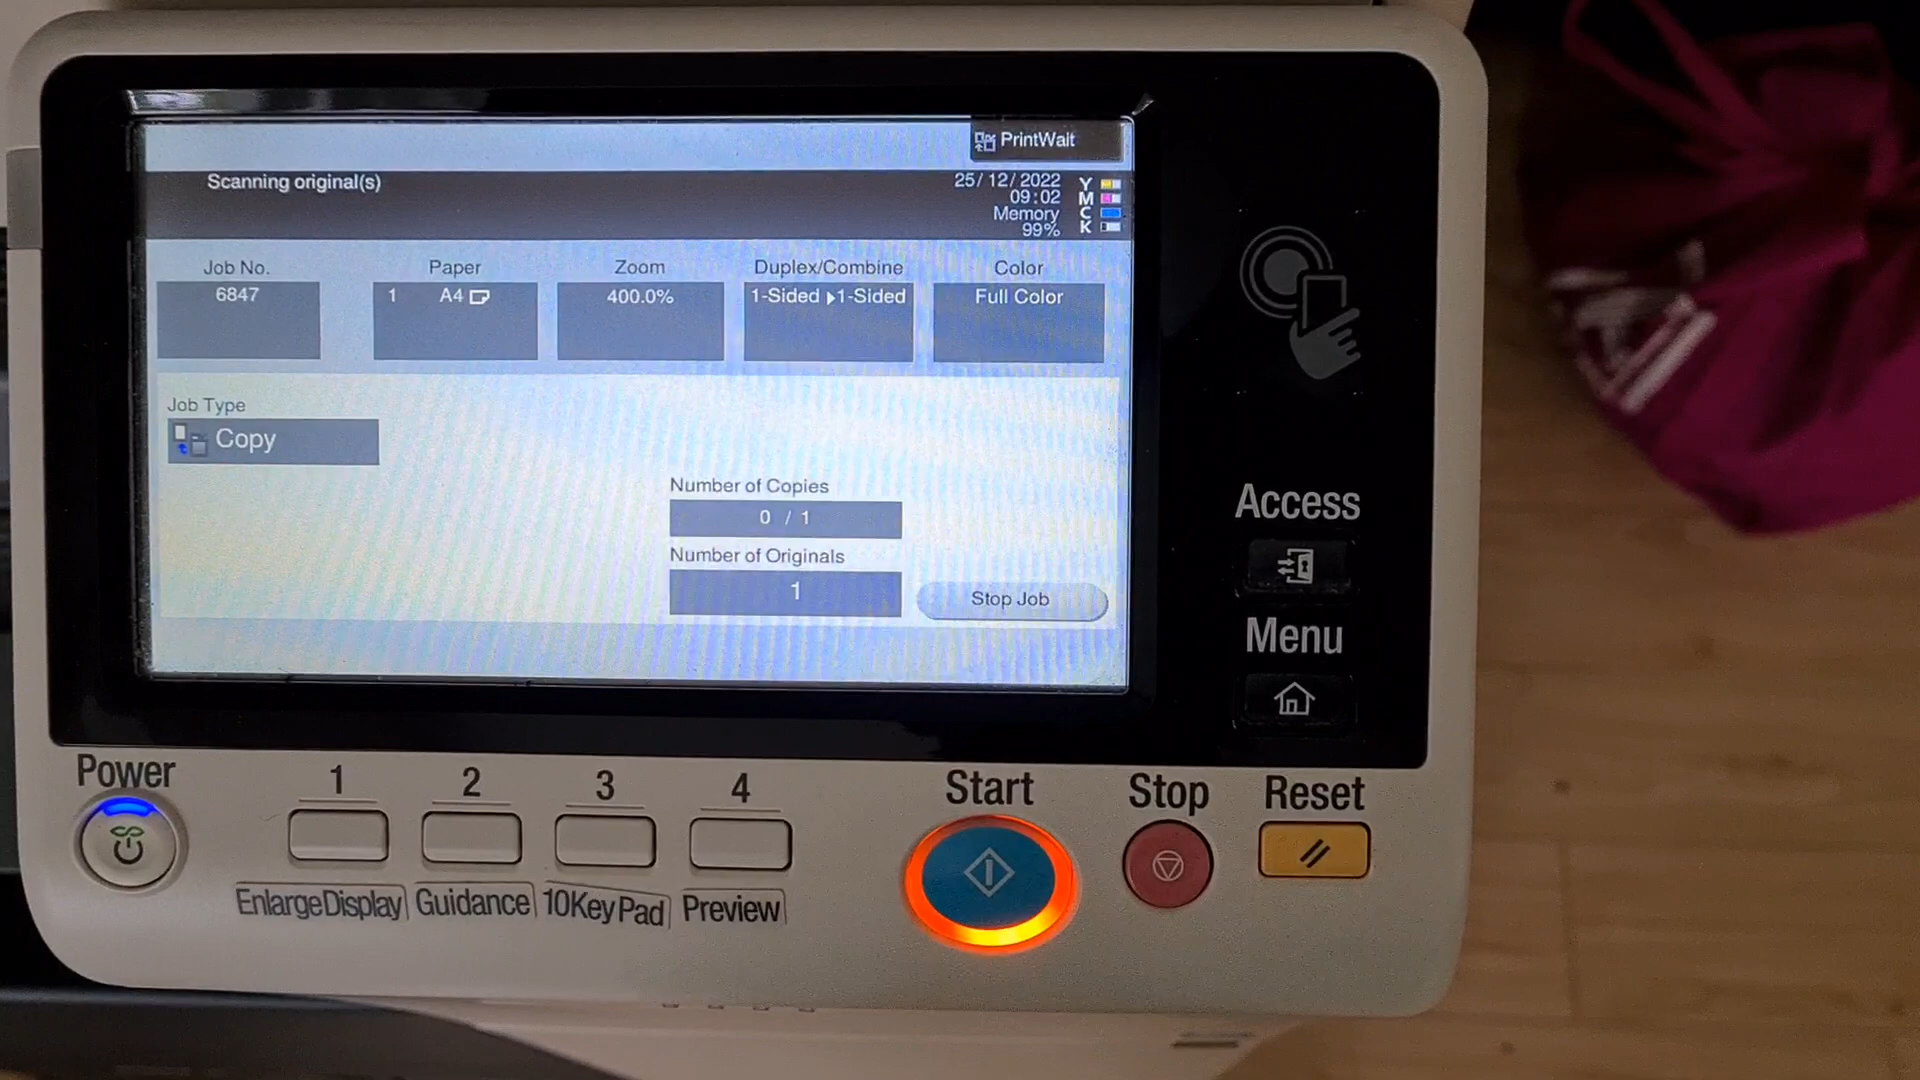 PrintWait
Scanning original(s)
25/12/2022
09:02
Memory
99%
Y
M
C
K
Job No. Paper Zoom Duplex/Combine Color
6847 1 A4 400.0% 1-Sided 1-Sided Full Color
Job Type
Copy
Number of Copies
0 / 1
Number of Originals
1
Stop Job
Access
Menu
Power 1 2 3 4 Start Stop Reset
EnlargeDisplay Guidance 10KeyPad Preview